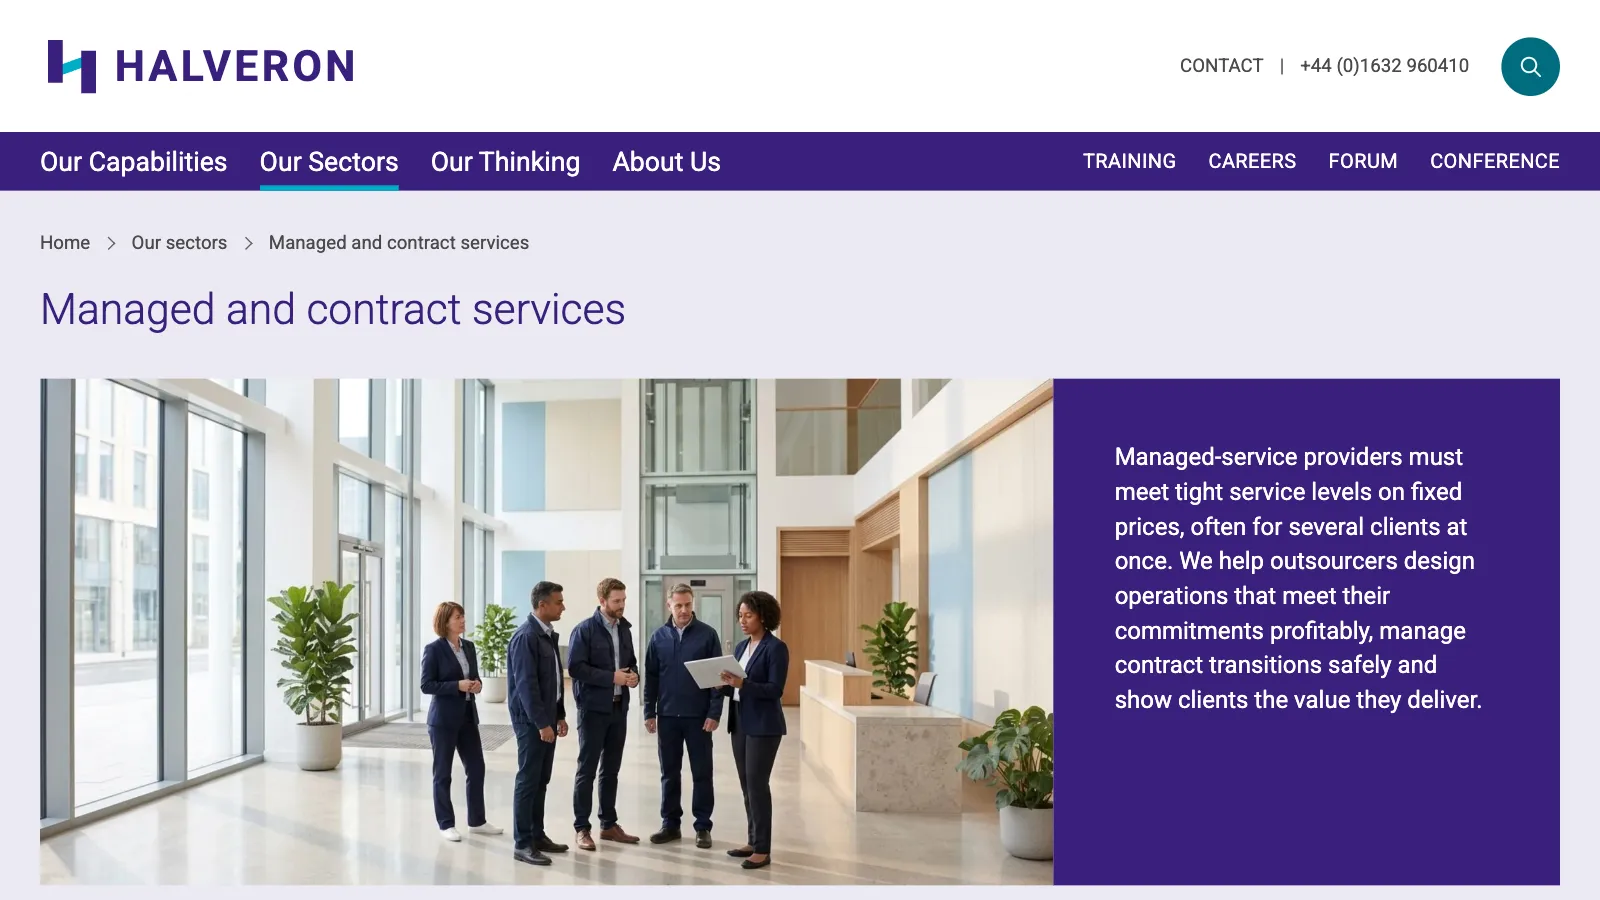 HALVERON
CONTACT | +44 (0)1632 960410
Our Capabilities Our Sectors Our Thinking About Us TRAINING CAREERS FORUM CONFERENCE
Home > Our sectors > Managed and contract services
Managed and contract services
Managed-service providers must
meet tight service levels on fixed
prices, often for several clients at
once. We help outsourcers design
operations that meet their
commitments profitably, manage
contract transitions safely and
show clients the value they deliver.